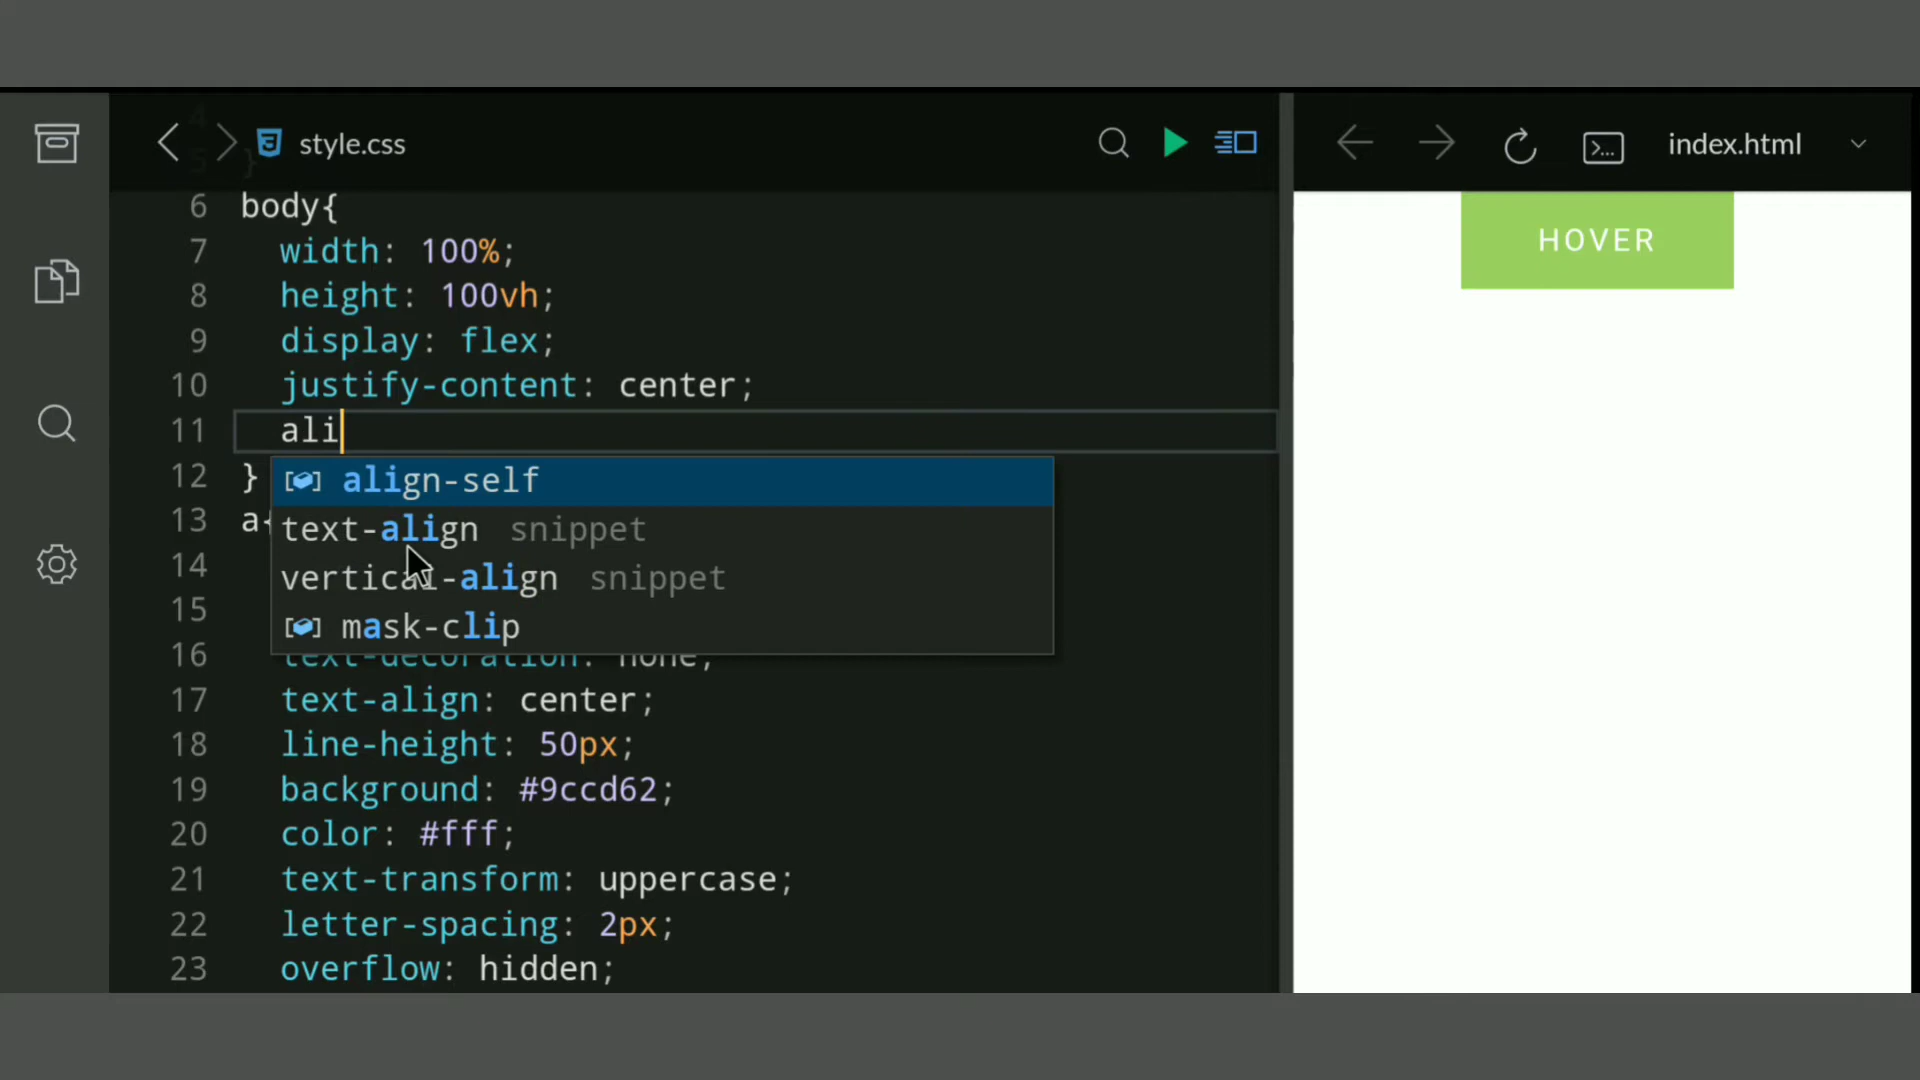 style.css
index.html
4
5 }
6 body{
7 width: 100%;
8 height: 100vh;
9 display: flex;
10 justify-content: center;
11 ali
12 }
13 a{
14
15
16 text-decoration: none;
17 text-align: center;
18 line-height: 50px;
19 background: #9ccd62;
20 color: #fff;
21 text-transform: uppercase;
22 letter-spacing: 2px;
23 overflow: hidden;
align-self
text-align snippet
vertical-align snippet
mask-clip
HOVER